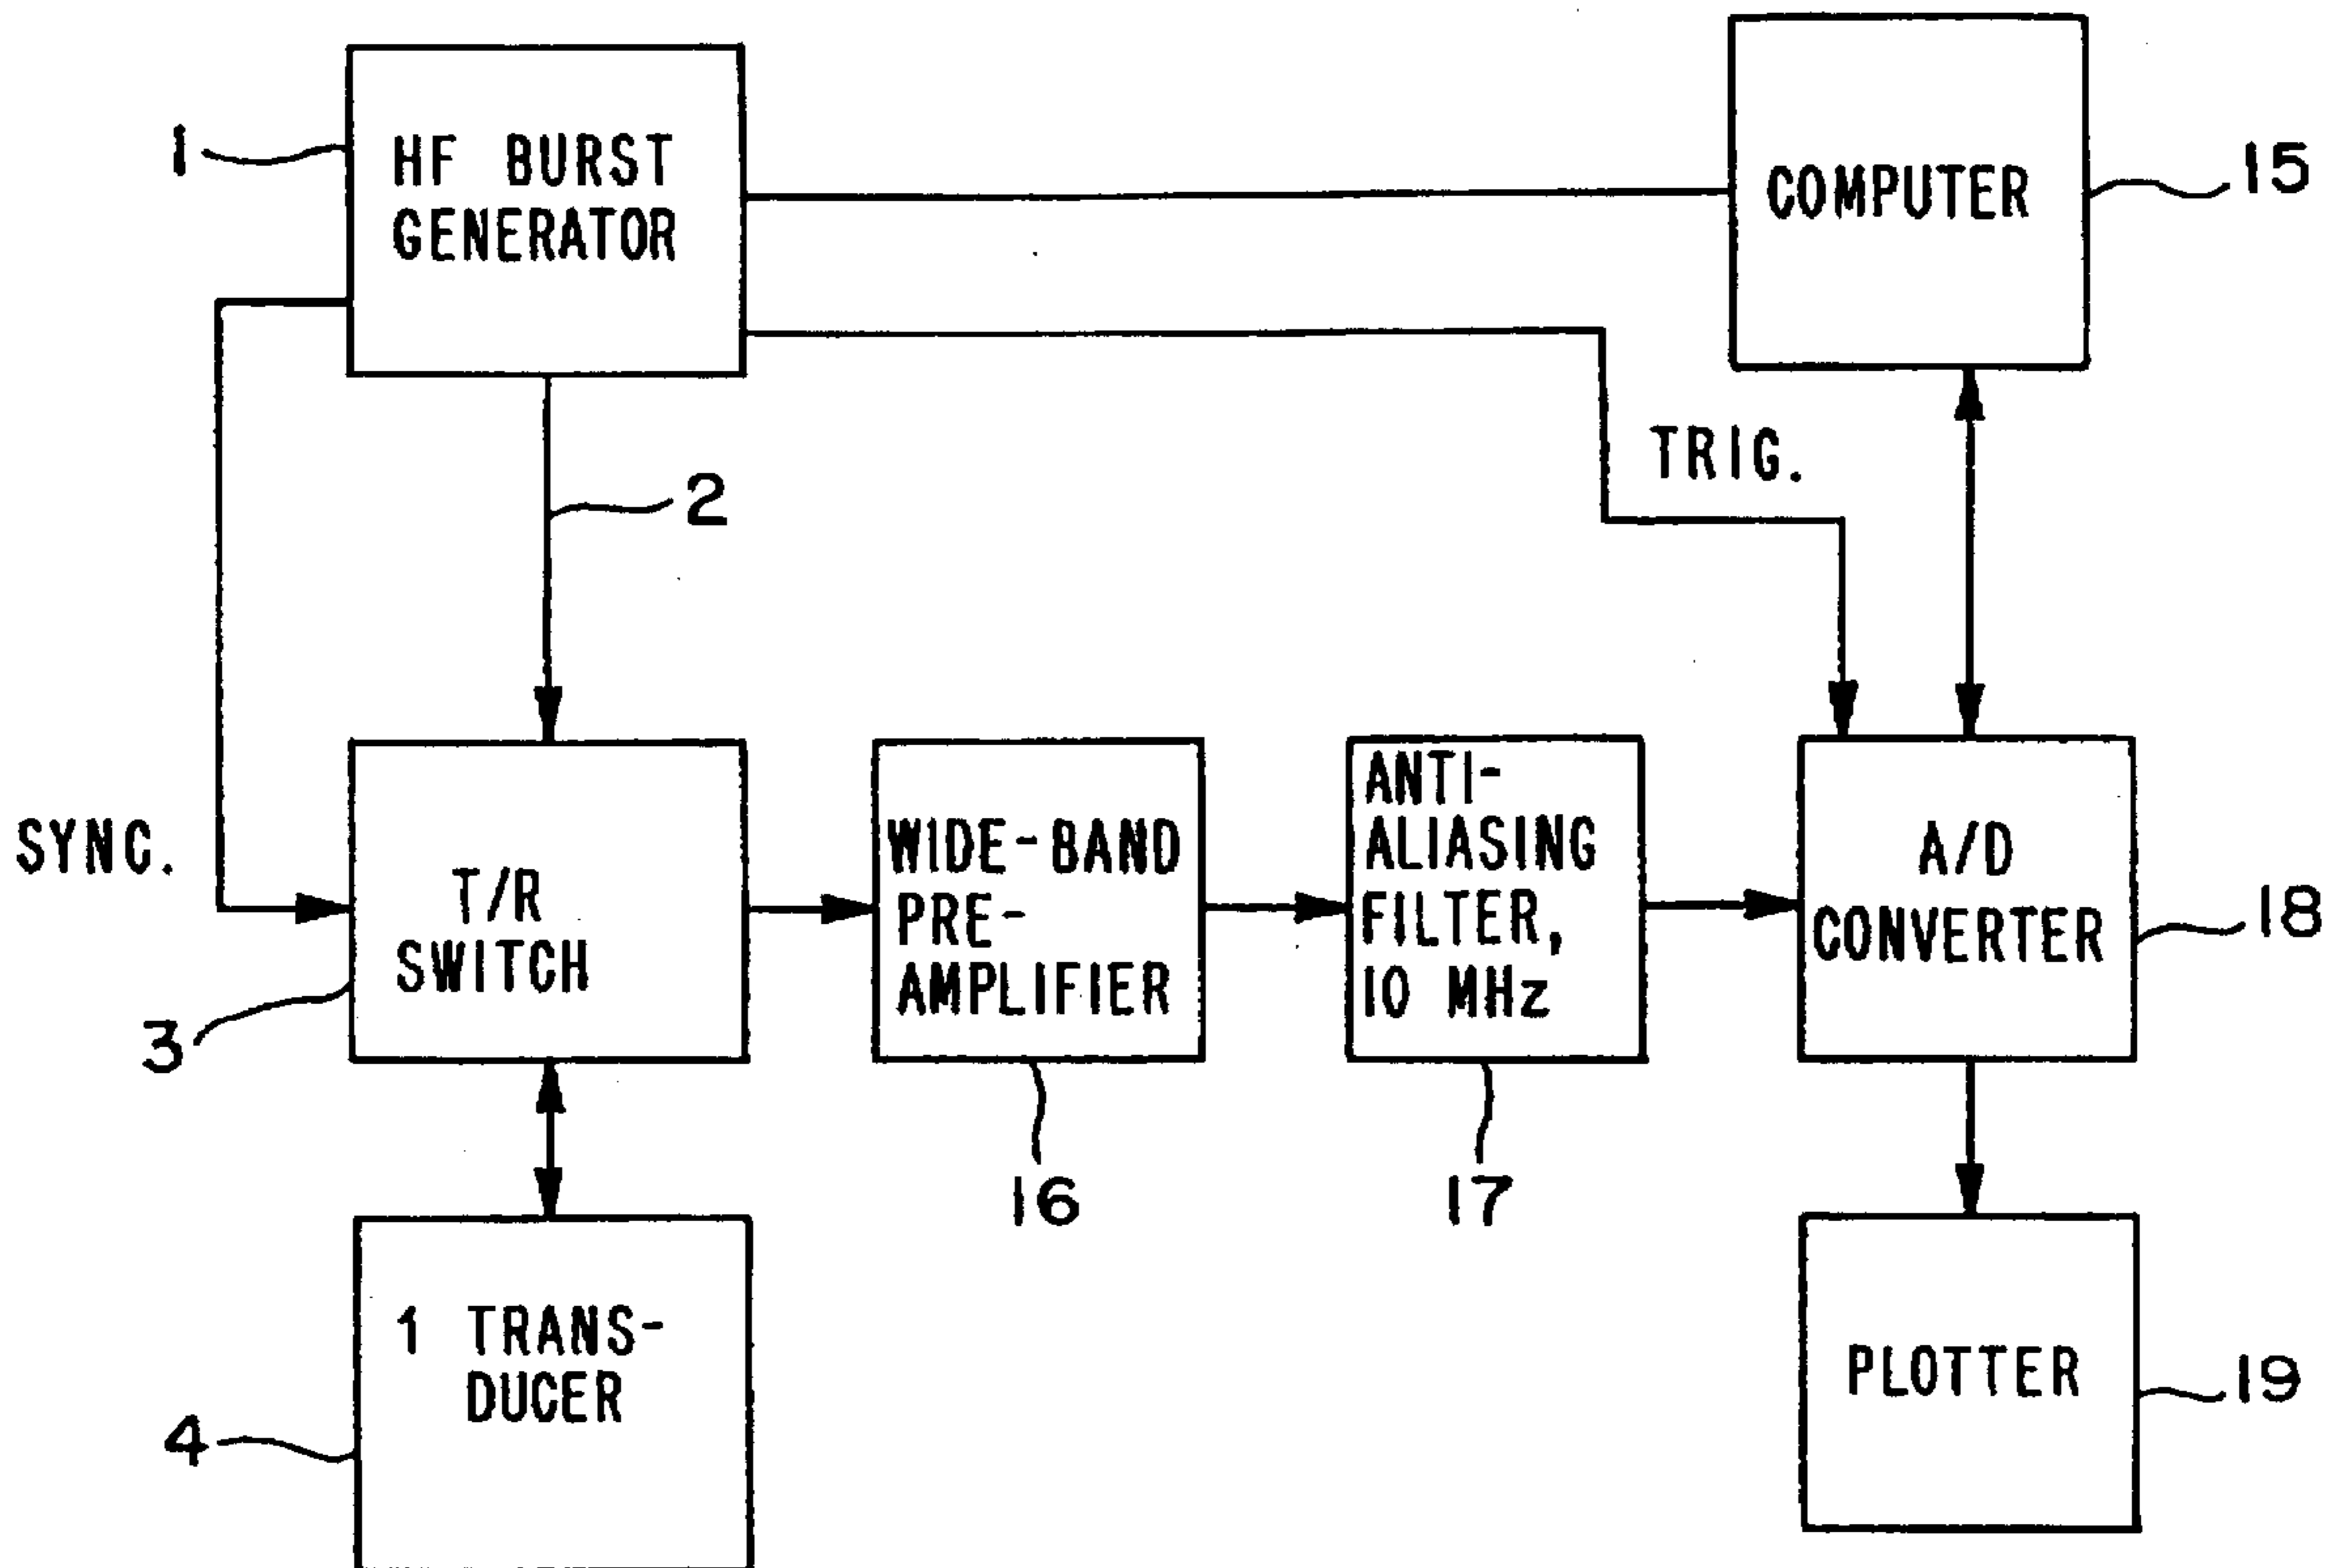 1
HF BURST
GENERATOR
COMPUTER
15
2
TRIG.
SYNC.
T/R
SWITCH
3
WIDE-BAND
PRE-
AMPLIFIER
16
ANTI-
ALIASING
FILTER,
10 MHz
17
A/D
CONVERTER
18
1 TRANS-
DUCER
4
PLOTTER
19